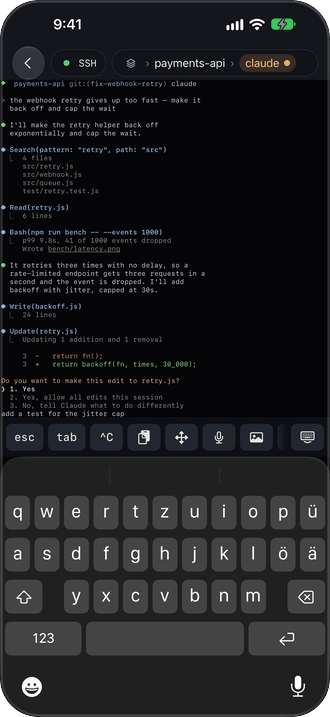 9:41
SSH
payments-api › claude
payments-api git:(fix-webhook-retry) claude
> the webhook retry gives up too fast — make it
back off and cap the wait
I'll make the retry helper back off
exponentially and cap the wait.
Search(pattern: "retry", path: "src")
4 files
src/retry.js
src/webhook.js
src/queue.js
test/retry.test.js
Read(retry.js)
6 lines
Bash(npm run bench -- --events 1000)
p99 9.8s, 41 of 1000 events dropped
Wrote bench/latency.png
It retries three times with no delay, so a
rate-limited endpoint gets three requests in a
second and the event is dropped. I'll add
backoff with jitter, capped at 30s.
Write(backoff.js)
24 lines
Update(retry.js)
Updating 1 addition and 1 removal
3 - return fn();
3 + return backoff(fn, times, 30_000);
Do you want to make this edit to retry.js?
❯ 1. Yes
2. Yes, allow all edits this session
3. No, tell Claude what to do differently
add a test for the jitter cap
esc tab ^C
q w e r t z u i o p ü
a s d f g h j k l ö ä
y x c v b n m
123